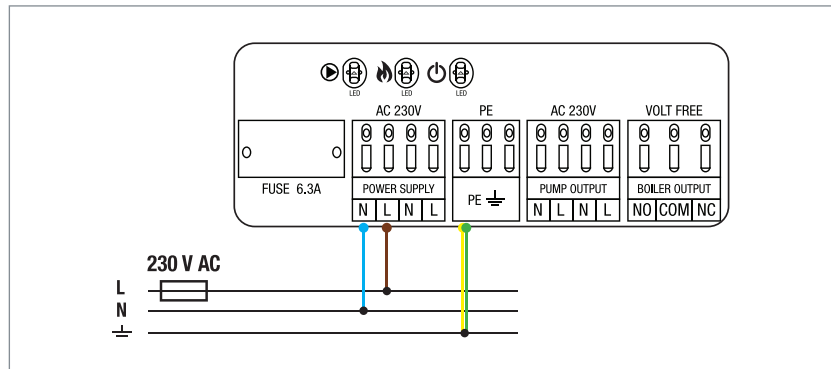 LED LED LED
AC 230V PE AC 230V VOLT FREE
FUSE 6.3A
POWER SUPPLY PE PUMP OUTPUT BOILER OUTPUT
N L N L N L N L NO COM NC
230 V AC
L
N